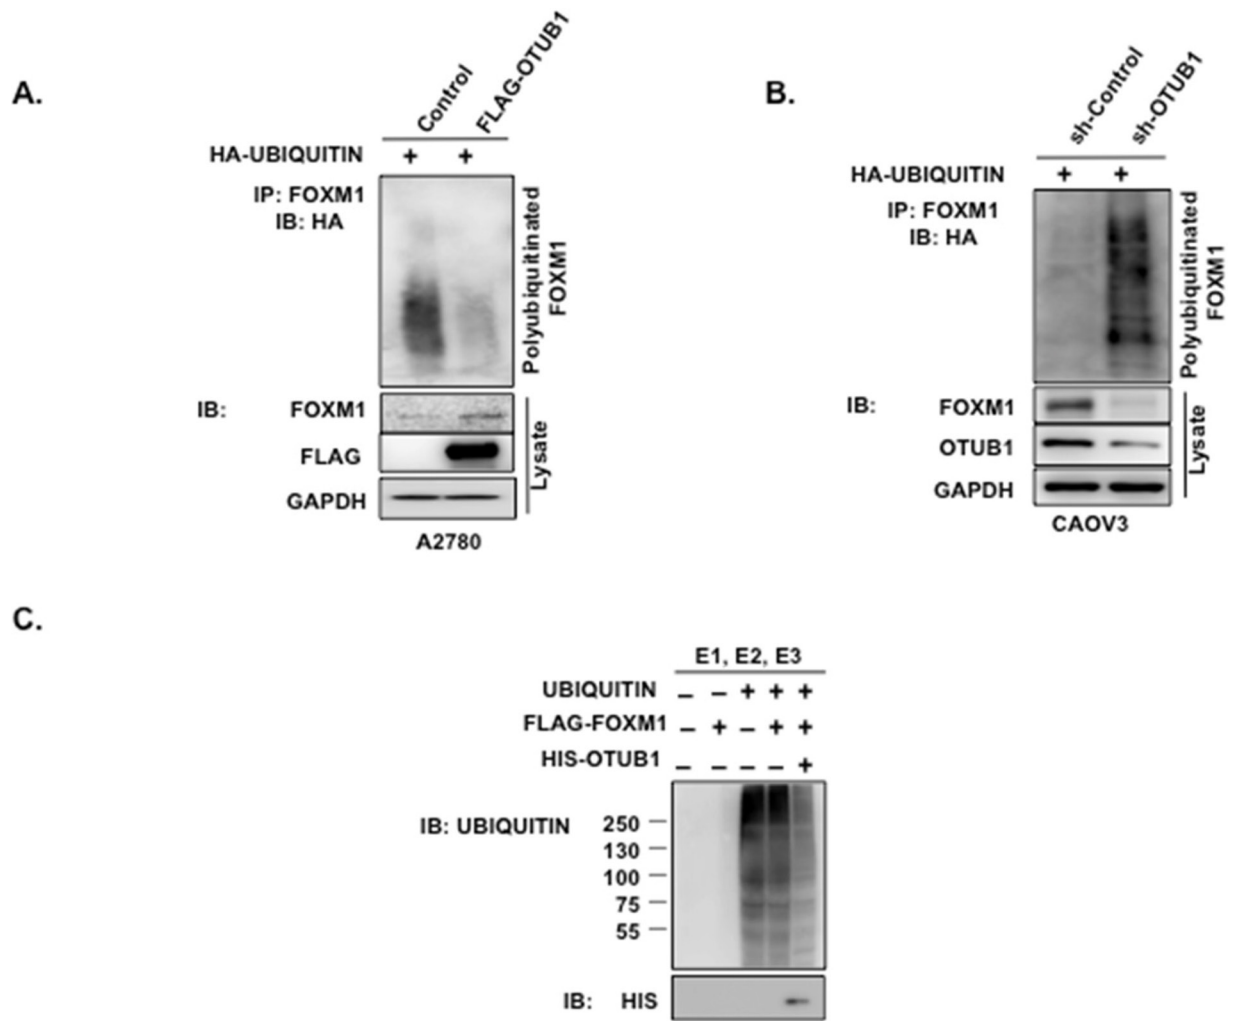 A.
Control
FLAG-OTUB1
HA-UBIQUITIN + +
IP: FOXM1
IB: HA
Polyubiquitinated
FOXM1
IB: FOXM1
FLAG
GAPDH
Lysate
A2780
B.
sh-Control
sh-OTUB1
HA-UBIQUITIN + +
IP: FOXM1
IB: HA
Polyubiquitinated
FOXM1
IB: FOXM1
OTUB1
GAPDH
Lysate
CAOV3
C.
E1, E2, E3
UBIQUITIN – – + + +
FLAG-FOXM1 – + – + +
HIS-OTUB1 – – – – +
IB: UBIQUITIN
250
130
100
75
55
IB: HIS